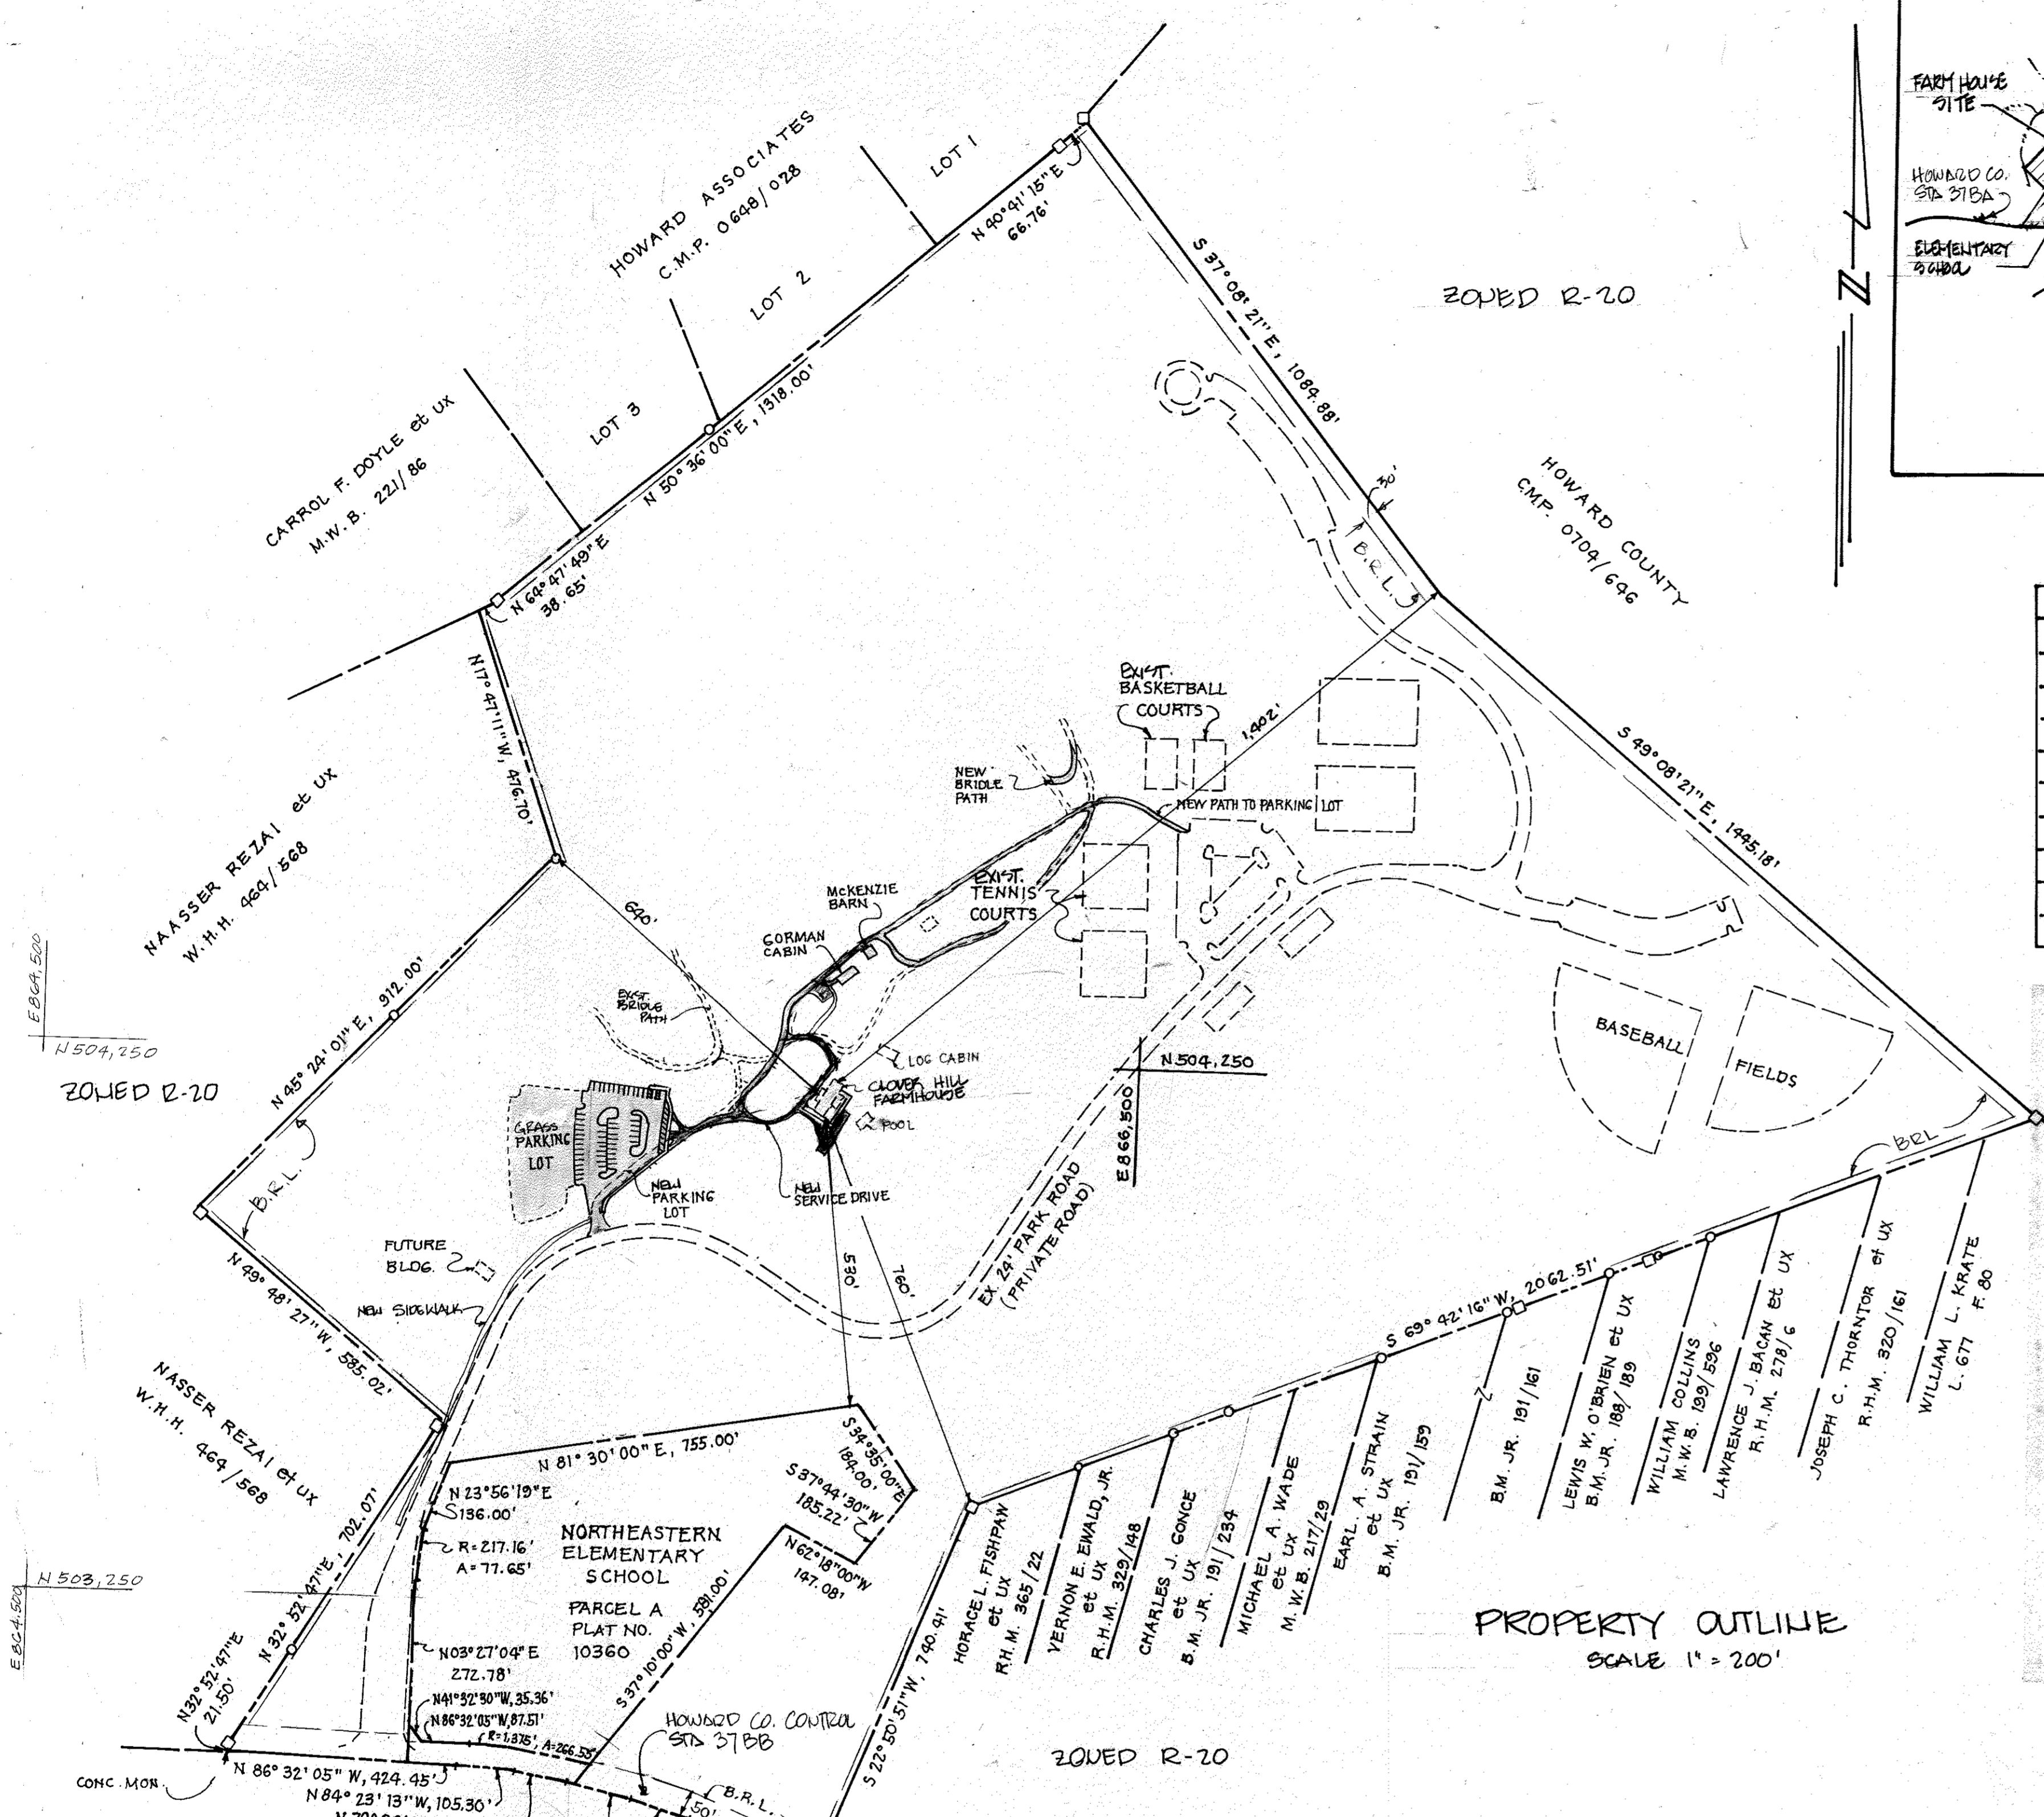 FARM HOUSE
SITE
HOWARD CO.
STA 37BA
ELEMENTARY
SCHOOL
HOWARD ASSOCIATES
C.M.P. 0648/028
LOT 1
LOT 2
LOT 3
N 40°41'15" E
66.76'
S 37°08'21" E, 1084.88'
ZONED R-20
N
CARROL F. DOYLE et UX
M.W.B. 221/86
N 50°36'00" E, 1318.00'
N 64°47'49" E
38.65'
30'
B.R.L.
HOWARD COUNTY
C.M.P. 0704/646
N17°47'11" W, 476.70'
EXIST.
BASKETBALL
COURTS
1,402'
S 49°08'21" E, 1445.18'
NEW
BRIDLE
PATH
NEW PATH TO PARKING LOT
NAASSER REZAI et UX
W.H.H. 464/568
640'
McKENZIE
BARN
EXIST.
TENNIS
COURTS
GORMAN
CABIN
EXIST.
BRIDLE
PATH
E864,500
N504,250
ZONED R-20
N 45°24'01" E, 912.00'
LOG CABIN
CLOVER HILL
FARMHOUSE
POOL
N504,250
E866,500
BASEBALL
FIELDS
GRASS
PARKING
LOT
NEW
PARKING
LOT
NEW
SERVICE DRIVE
B.R.L.
BRL
EX. 24' PARK ROAD
(PRIVATE ROAD)
FUTURE
BLDG.
NEW SIDEWALK
N 49°48'27" W, 585.02'
530'
760'
S 69°42'16" W, 2062.51'
NASSER REZAI et UX
W.H.H. 464/568
N 81°30'00" E, 755.00'
S34°35'00"E
184.00'
S37°44'30"W
185.22'
N62°18'00"W
147.08'
N 23°56'19"E
136.00'
R=217.16'
A=77.65'
NORTHEASTERN
ELEMENTARY
SCHOOL
PARCEL A
PLAT NO.
10360
N03°27'04"E
272.78'
N41°32'30"W, 35.36'
N86°32'05"W, 87.51'
R=1,375', A=266.55'
S37°10'00"W, 581.00'
N 32°52'47"E, 702.07'
N32°52'47"E
21.50'
N503,250
E864,500
HOWARD CO. CONTROL
STA 37BB
CONC. MON.
N 86°32'05" W, 424.45'
N 84°23'13" W, 105.30'
B.R.L.
50'
S 22°50'51" W, 740.41'
HORACE L. FISHPAW
et UX
R.H.M. 365/22
VERNON E. EWALD, JR.
et UX
R.H.M. 329/148
CHARLES J. GONCE
et UX
B.M. JR. 191/234
MICHAEL A. WADE
et UX
M.W.B. 217/29
EARL A. STRAIN
et UX
B.M. JR. 191/159
B.M. JR. 191/161
LEWIS W. O'BRIEN et UX
B.M. JR. 188/189
WILLIAM COLLINS
M.W.B. 199/596
LAWRENCE J. BACAN et UX
R.H.M. 278/6
JOSEPH C. THORNTOR et UX
R.H.M. 320/161
WILLIAM L. KRATE
L. 677 F. 80
ZONED R-20
PROPERTY OUTLINE
SCALE 1" = 200'